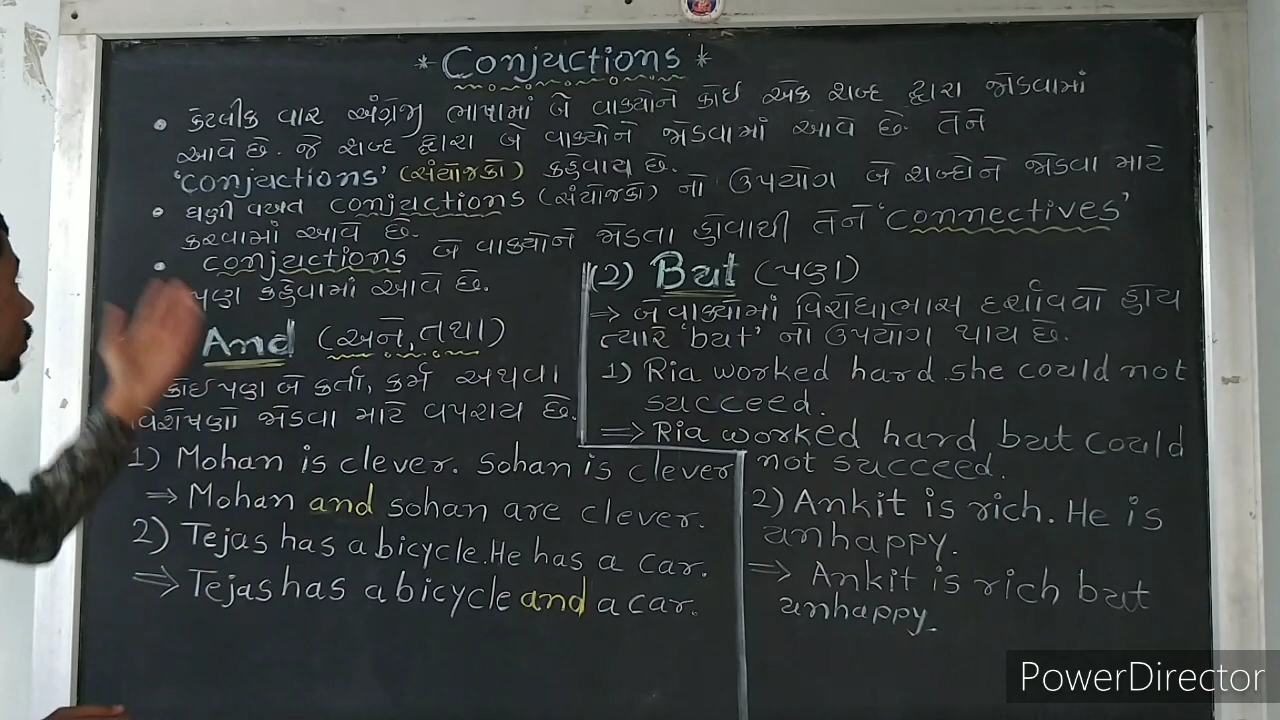 * Conjuctions *
• કેટલીક વાર અંગ્રેજી ભાષામાં બે વાક્યોને કોઈ એક શબ્દ દ્વારા જોડવામાં
આવે છે. જે શબ્દ દ્વારા બે વાક્યોને જોડવામાં આવે છે. તેને
'conjuctions' (સંયોજકો) કહેવાય છે.
• ઘણી વખત conjuctions (સંયોજકો) નો ઉપયોગ બે શબ્દોને જોડવા માટે
કરવામાં આવે છે.
• conjuctions બે વાક્યોને જોડતા હોવાથી તેને 'connectives'
પણ કહેવામાં આવે છે.
And (અને, તથા)
કોઈપણ બે કર્તા, કર્મ અથવા
વિશેષણો જોડવા માટે વપરાય છે.
1) Mohan is clever. Sohan is clever
⇒ Mohan and sohan are clever.
2) Tejas has a bicycle. He has a car.
⇒ Tejas has a bicycle and a car.
(2) But (પણ)
⇒ બે વાક્યોમાં વિરોધાભાસ દર્શાવવો હોય
ત્યારે 'but' નો ઉપયોગ થાય છે.
1) Ria worked hard. she could not
succeed.
⇒ Ria worked hard but could
not succeed.
2) Ankit is rich. He is
unhappy.
⇒ Ankit is rich but
unhappy.
PowerDirector